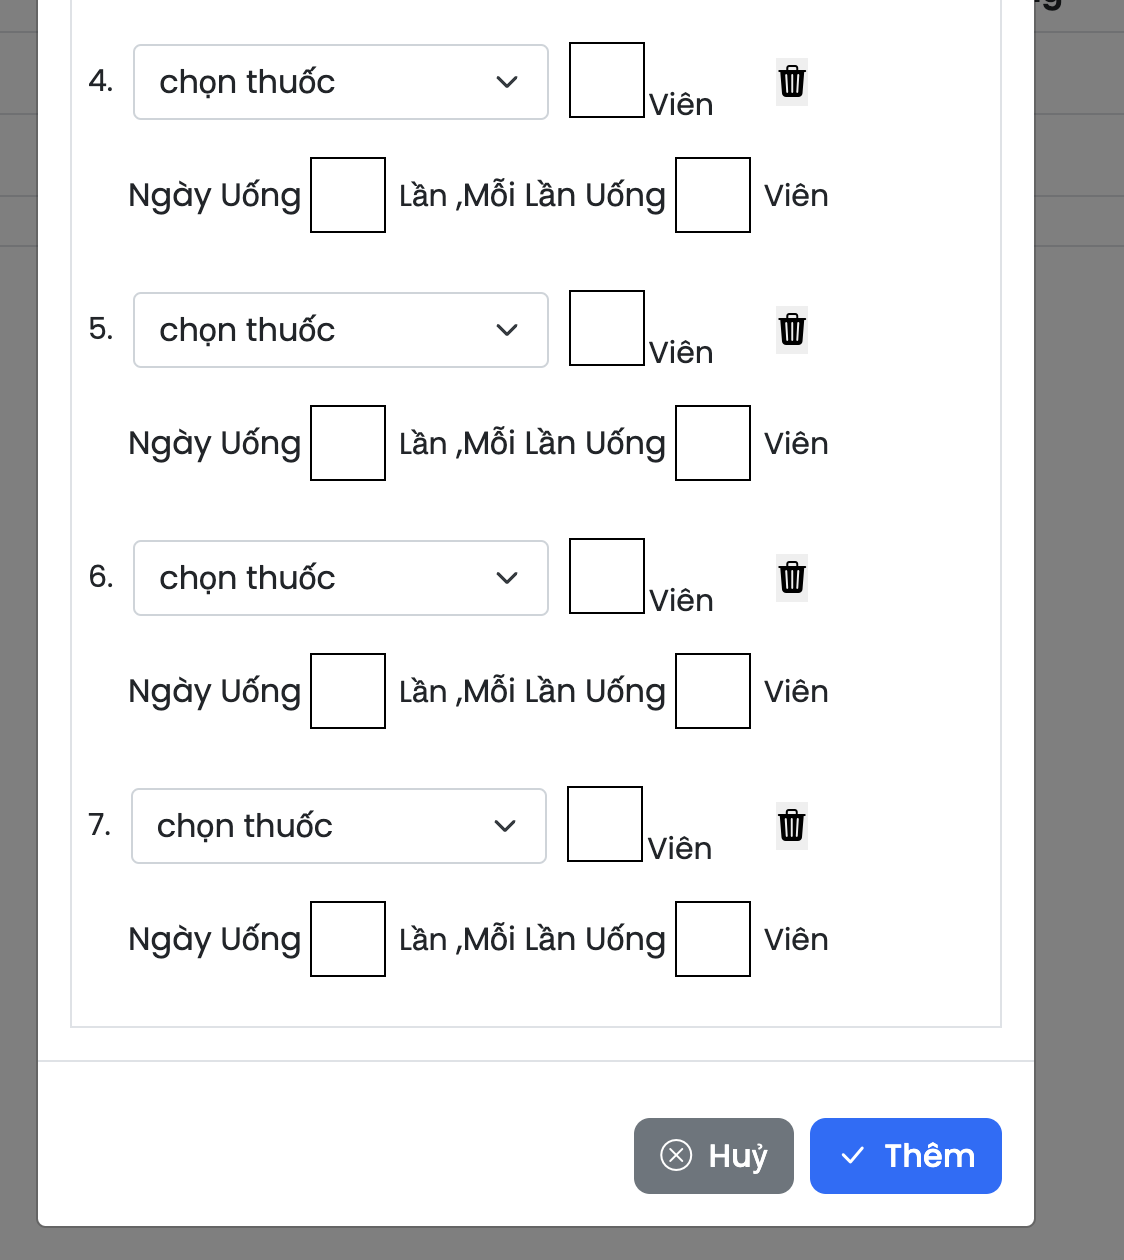 4. chọn thuốc Viên
Ngày Uống Lần ,Mỗi Lần Uống Viên
5. chọn thuốc Viên
Ngày Uống Lần ,Mỗi Lần Uống Viên
6. chọn thuốc Viên
Ngày Uống Lần ,Mỗi Lần Uống Viên
7. chọn thuốc Viên
Ngày Uống Lần ,Mỗi Lần Uống Viên
Huỷ Thêm